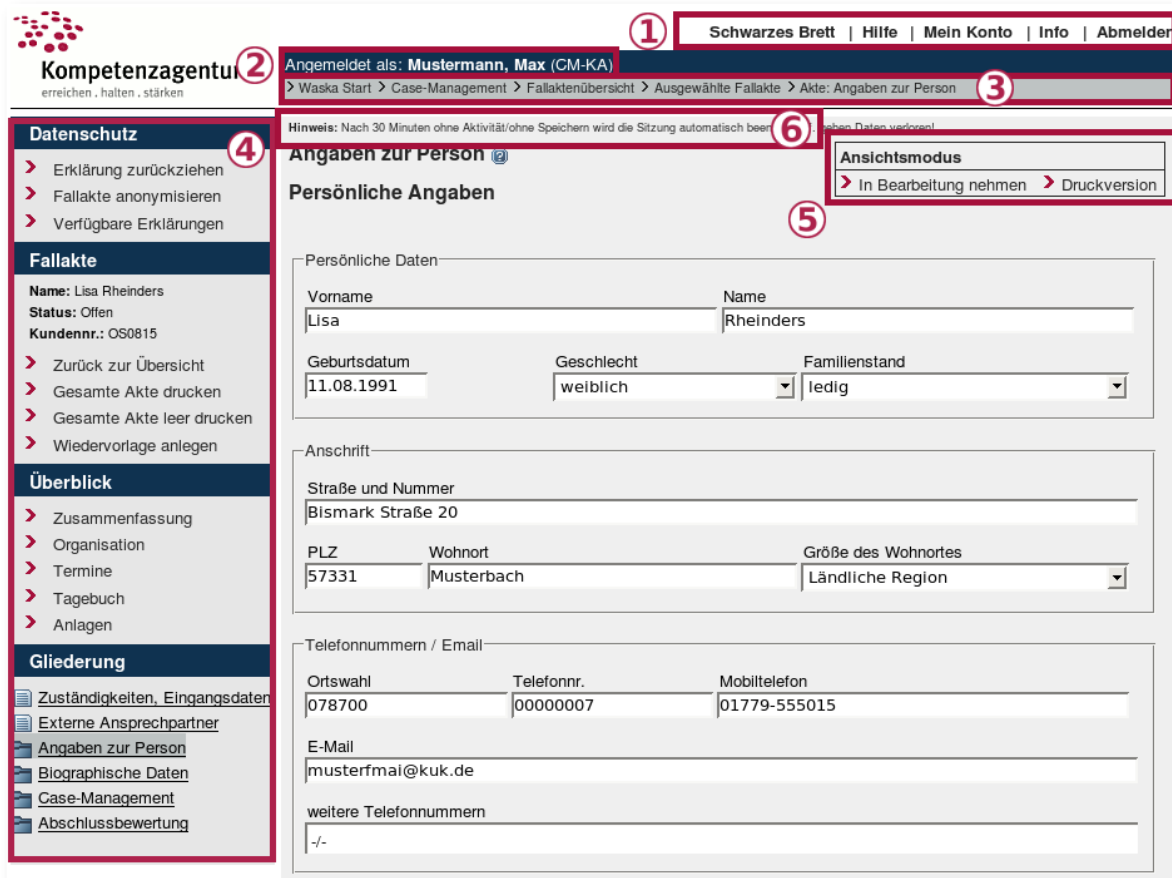 ① Schwarzes Brett | Hilfe | Mein Konto | Info | Abmelden
Kompetenzagentur
erreichen . halten . stärken
② Angemeldet als: Mustermann, Max (CM-KA)
Waska Start Case-Management Fallaktenübersicht Ausgewählte Fallakte Akte: Angaben zur Person ③
Datenschutz
④
Erklärung zurückziehen
Fallakte anonymisieren
Verfügbare Erklärungen
Fallakte
Name: Lisa Rheinders
Status: Offen
Kundennr.: OS0815
Zurück zur Übersicht
Gesamte Akte drucken
Gesamte Akte leer drucken
Wiedervorlage anlegen
Überblick
Zusammenfassung
Organisation
Termine
Tagebuch
Anlagen
Gliederung
Zuständigkeiten, Eingangsdaten
Externe Ansprechpartner
Angaben zur Person
Biographische Daten
Case-Management
Abschlussbewertung
Hinweis: Nach 30 Minuten ohne Aktivität/ohne Speichern wird die Sitzung automatisch ⑥ Daten verloren!
Angaben zur Person
Persönliche Angaben
Ansichtsmodus
In Bearbeitung nehmen Druckversion
⑤
Persönliche Daten
Vorname Name
Lisa Rheinders
Geburtsdatum Geschlecht Familienstand
11.08.1991 weiblich ledig
Anschrift
Straße und Nummer
Bismark Straße 20
PLZ Wohnort Größe des Wohnortes
57331 Musterbach Ländliche Region
Telefonnummern / Email
Ortswahl Telefonnr. Mobiltelefon
078700 00000007 01779-555015
E-Mail
musterfmai@kuk.de
weitere Telefonnummern
-/-